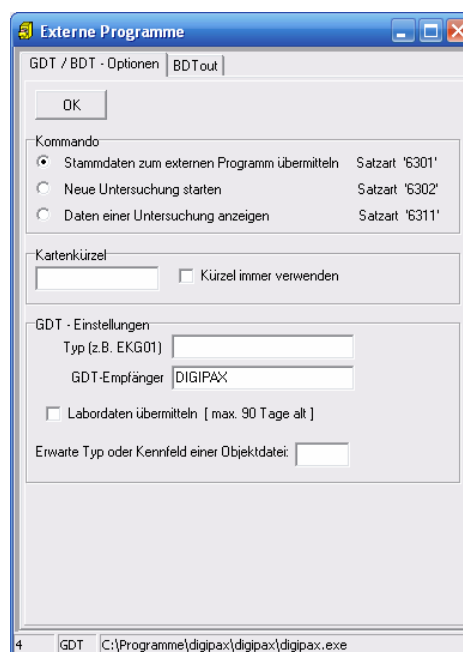 Externe Programme
GDT / BDT - Optionen BDTout
OK
Kommando
Stammdaten zum externen Programm übermitteln Satzart '6301'
Neue Untersuchung starten Satzart '6302'
Daten einer Untersuchung anzeigen Satzart '6311'
Kartenkürzel
Kürzel immer verwenden
GDT - Einstellungen
Typ (z.B. EKG01)
GDT-Empfänger DIGIPAX
Labordaten übermitteln [ max. 90 Tage alt ]
Erwarte Typ oder Kennfeld einer Objektdatei:
4 GDT C:\Programme\digipax\digipax\digipax.exe